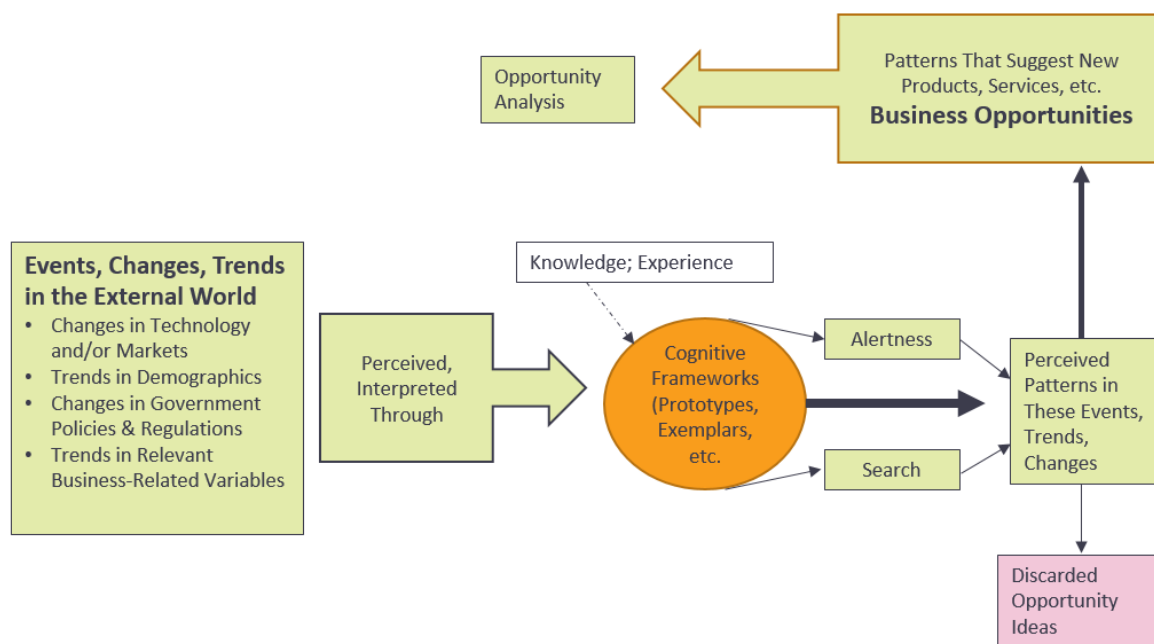 Opportunity
Analysis
Patterns That Suggest New
Products, Services, etc.
Business Opportunities
Events, Changes, Trends
in the External World
• Changes in Technology
and/or Markets
• Trends in Demographics
• Changes in Government
Policies & Regulations
• Trends in Relevant
Business-Related Variables
Perceived,
Interpreted
Through
Knowledge; Experience
Cognitive
Frameworks
(Prototypes,
Exemplars,
etc.
Alertness
Search
Perceived
Patterns in
These Events,
Trends,
Changes
Discarded
Opportunity
Ideas